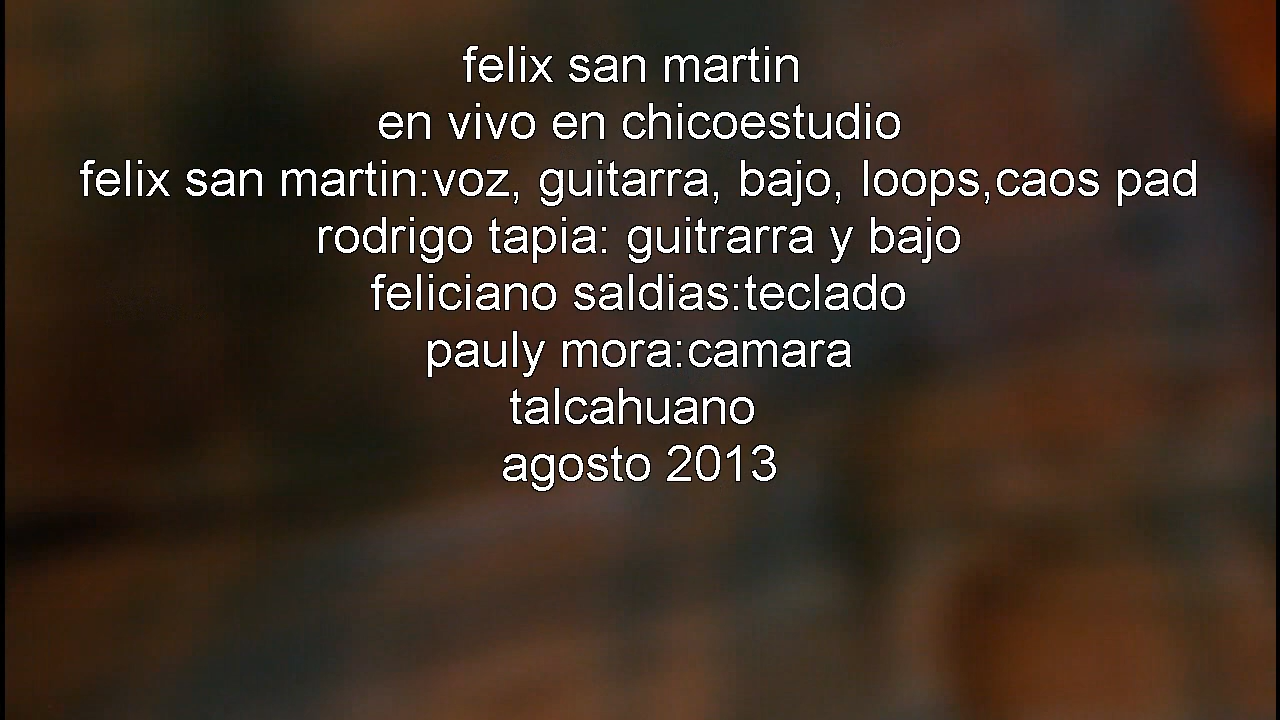 felix san martin
en vivo en chicoestudio
felix san martin:voz, guitarra, bajo, loops,caos pad
rodrigo tapia: guitrarra y bajo
feliciano saldias:teclado
pauly mora:camara
talcahuano
agosto 2013